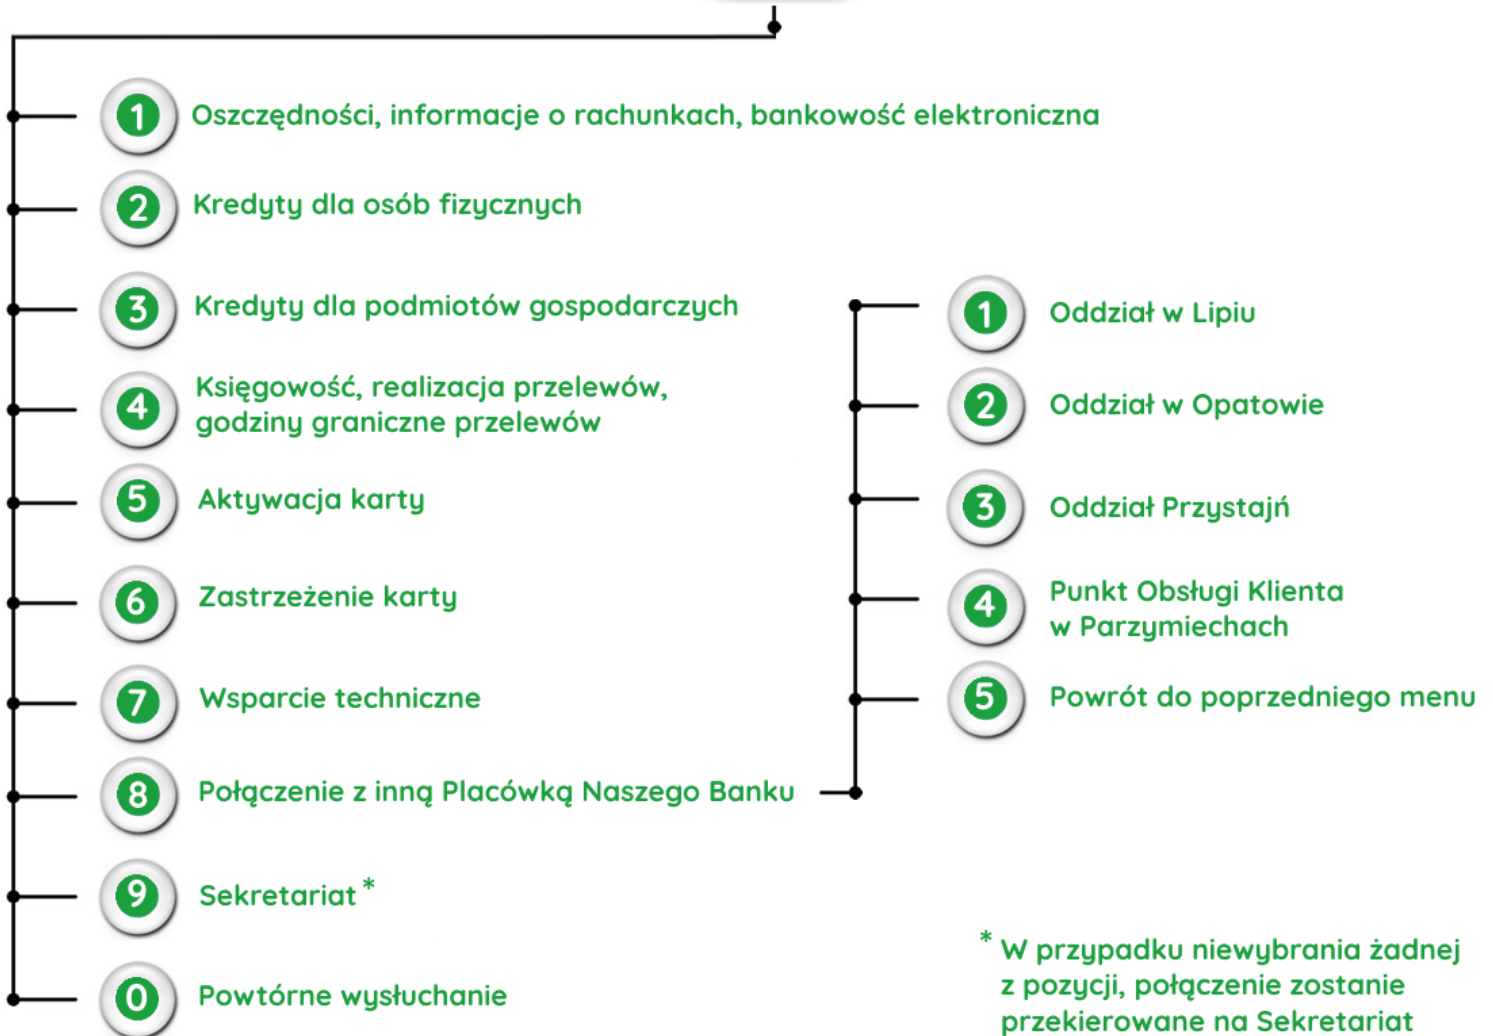 1 Oszczędności, informacje o rachunkach, bankowość elektroniczna
2 Kredyty dla osób fizycznych
3 Kredyty dla podmiotów gospodarczych
4 Księgowość, realizacja przelewów,
godziny graniczne przelewów
5 Aktywacja karty
6 Zastrzeżenie karty
7 Wsparcie techniczne
8 Połączenie z inną Placówką Naszego Banku
1 Oddział w Lipiu
2 Oddział w Opatowie
3 Oddział Przystajń
4 Punkt Obsługi Klienta
w Parzymiechach
5 Powrót do poprzedniego menu
9 Sekretariat *
0 Powtórne wysłuchanie
* W przypadku niewybrania żadnej
z pozycji, połączenie zostanie
przekierowane na Sekretariat